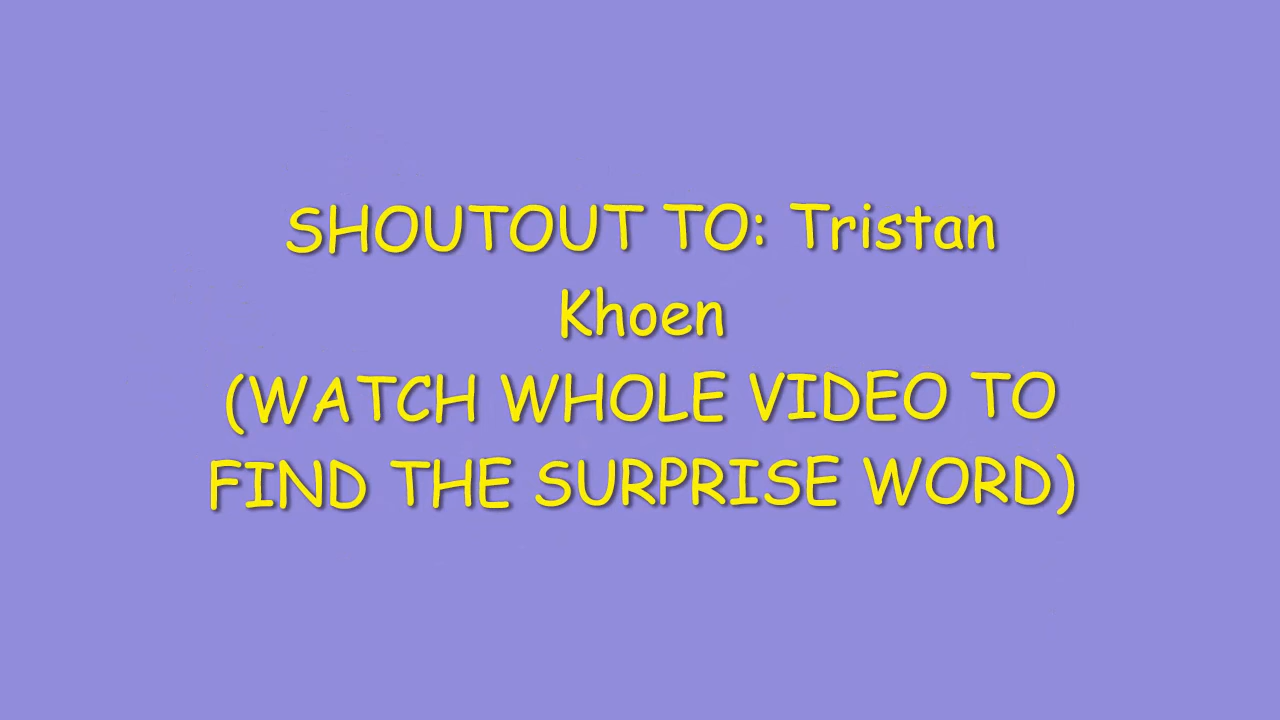 SHOUTOUT TO: Tristan
Khoen
(WATCH WHOLE VIDEO TO
FIND THE SURPRISE WORD)